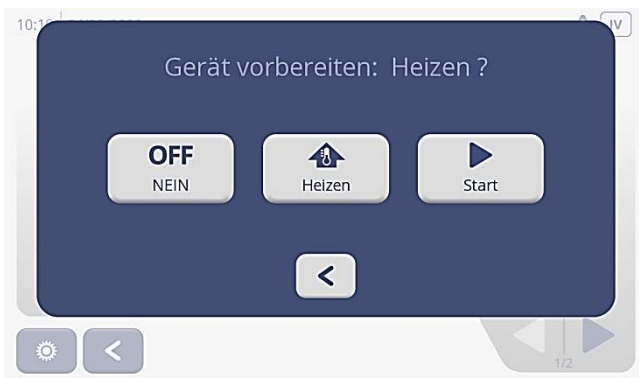 IV
Gerät vorbereiten: Heizen ?
OFF
NEIN
Heizen
Start
1/2